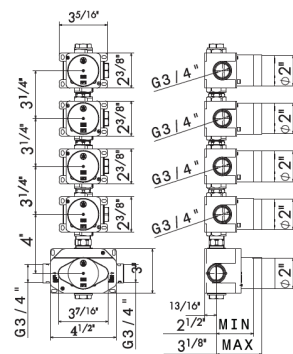 3 5/16"
2 3/8"
3 1/4"
2 3/8"
3 1/4"
2 3/8"
3 1/4"
2 3/8"
4"
3"
G3/4"
3 7/16"
4 1/2"
G3/4"
G3/4"
Ø2"
G3/4"
Ø2"
G3/4"
Ø2"
G3/4"
Ø2"
13/16"
2 1/2" MIN
3 1/8" MAX